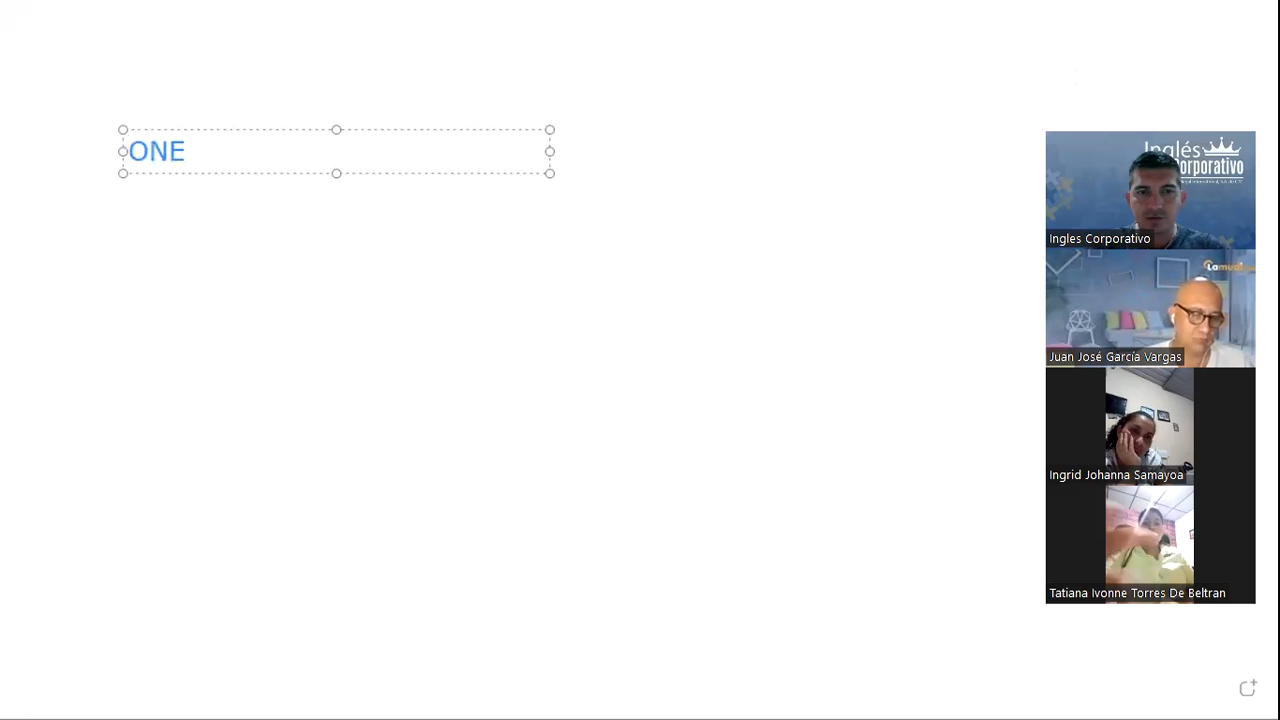 ONE
Inglés
Corporativo
Ingles Corporativo
Juan José García Vargas
Ingrid Johanna Samayoa
Tatiana Ivonne Torres De Beltran